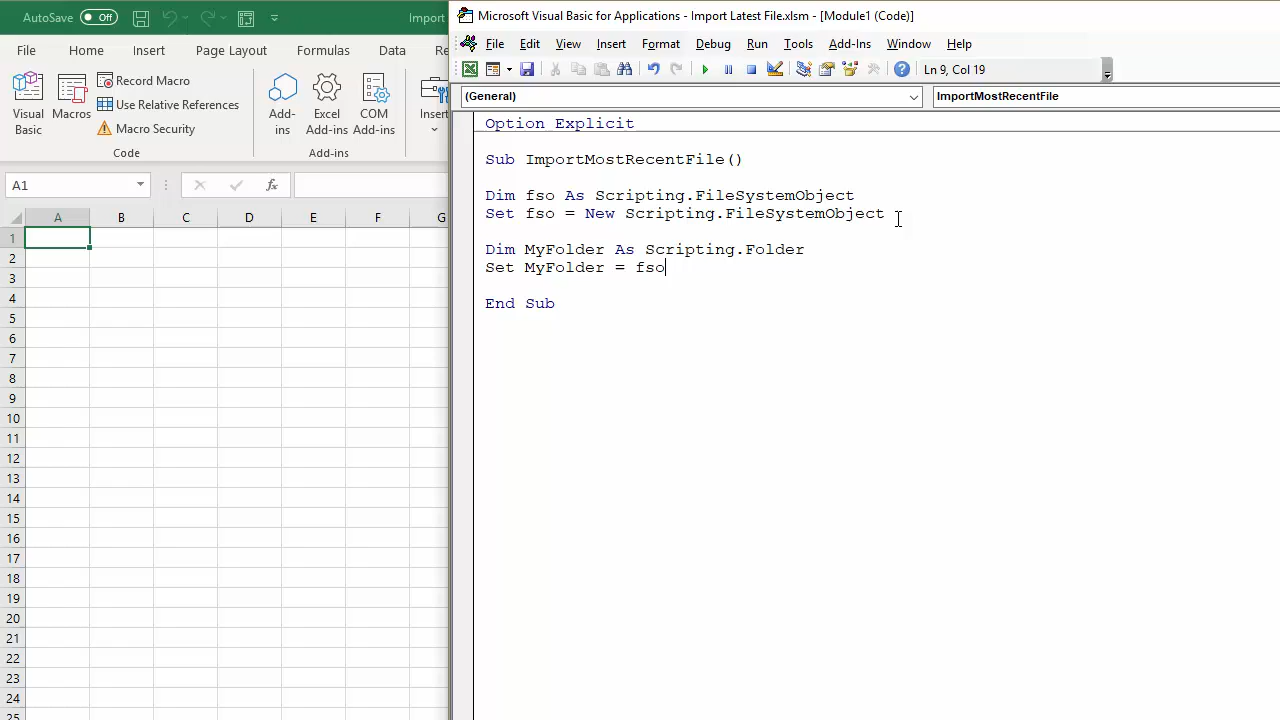 AutoSave Off Import
File Home Insert Page Layout Formulas Data Re
Visual Basic
Macros
Record Macro
Use Relative References
Macro Security
Code
Add-ins
Excel Add-ins
COM Add-ins
Add-ins
Insert
A1
fx
A B C D E F G
1
2
3
4
5
6
7
8
9
10
11
12
13
14
15
16
17
18
19
20
21
22
23
24
25
Microsoft Visual Basic for Applications - Import Latest File.xlsm - [Module1 (Code)]
File Edit View Insert Format Debug Run Tools Add-Ins Window Help
Ln 9, Col 19
(General) ImportMostRecentFile
Option Explicit
Sub ImportMostRecentFile()
Dim fso As Scripting.FileSystemObject
Set fso = New Scripting.FileSystemObject
Dim MyFolder As Scripting.Folder
Set MyFolder = fso
End Sub